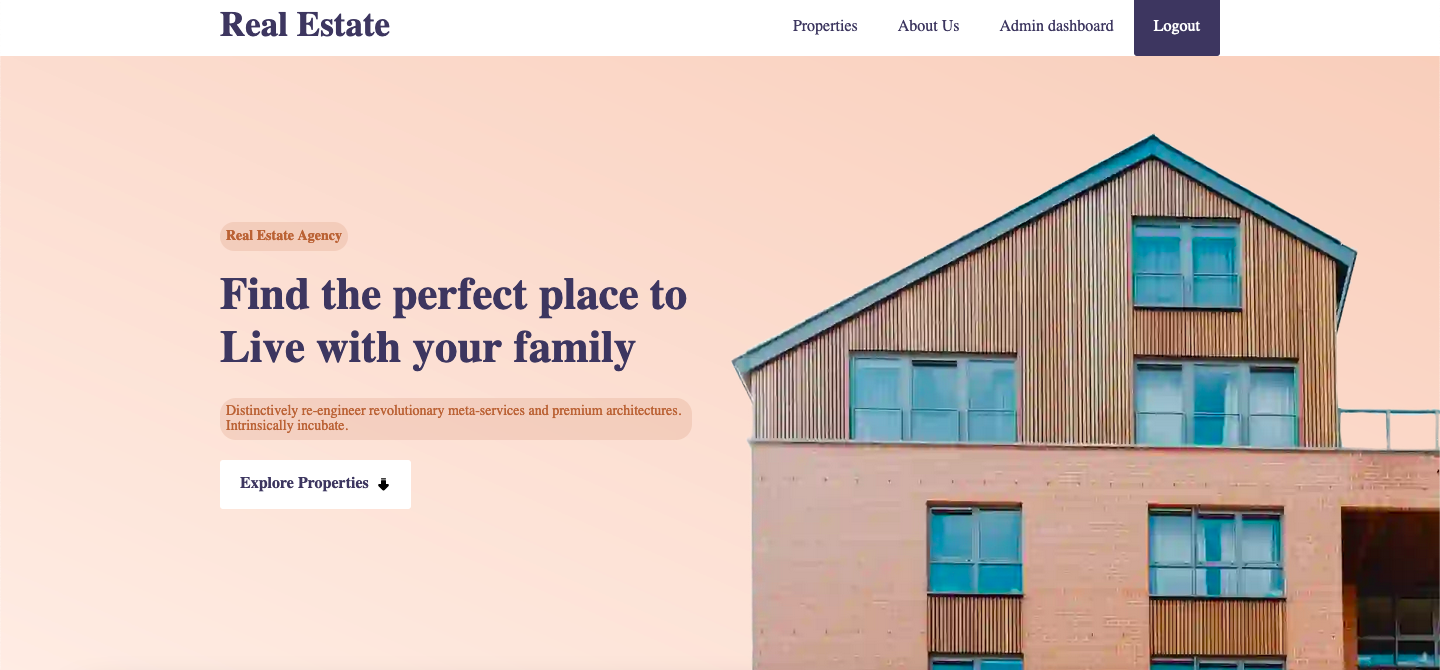 Real Estate
Properties
About Us
Admin dashboard
Logout
Real Estate Agency
Find the perfect place to
Live with your family
Distinctively re-engineer revolutionary meta-services and premium architectures.
Intrinsically incubate.
Explore Properties